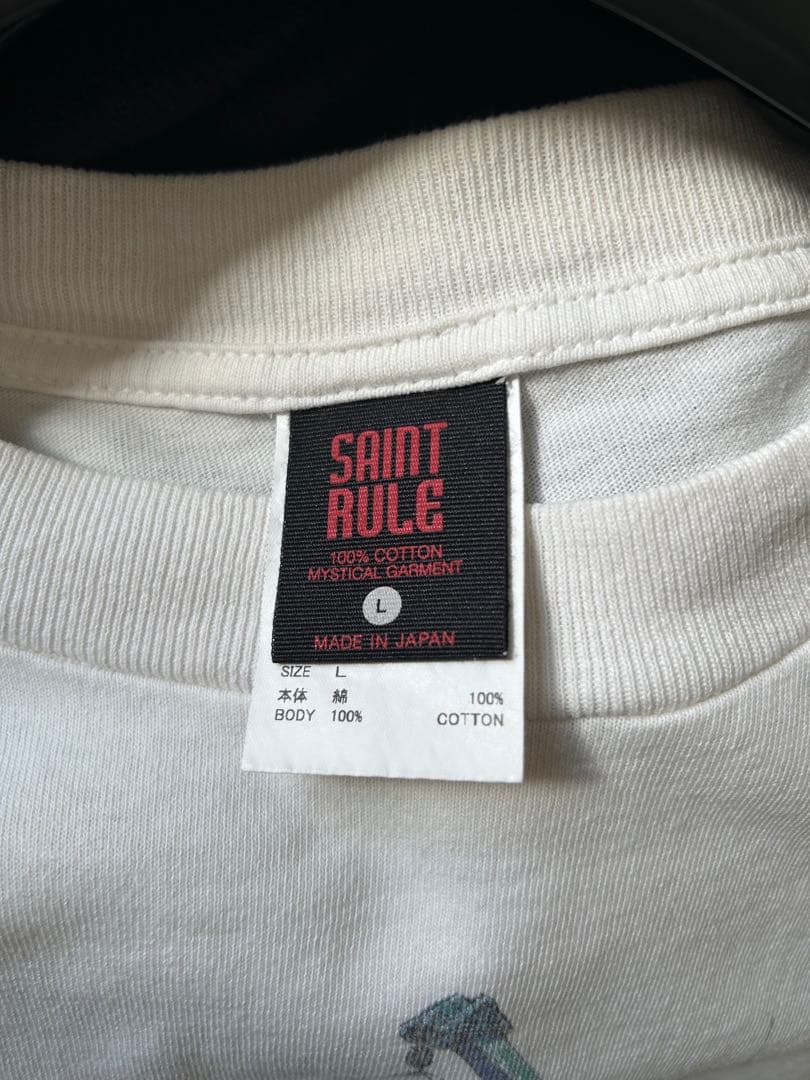 SAINT
RULE
100% COTTON
MYSTICAL GARMENT
L
MADE IN JAPAN
SIZE L
本体 綿 100%
BODY 100% COTTON